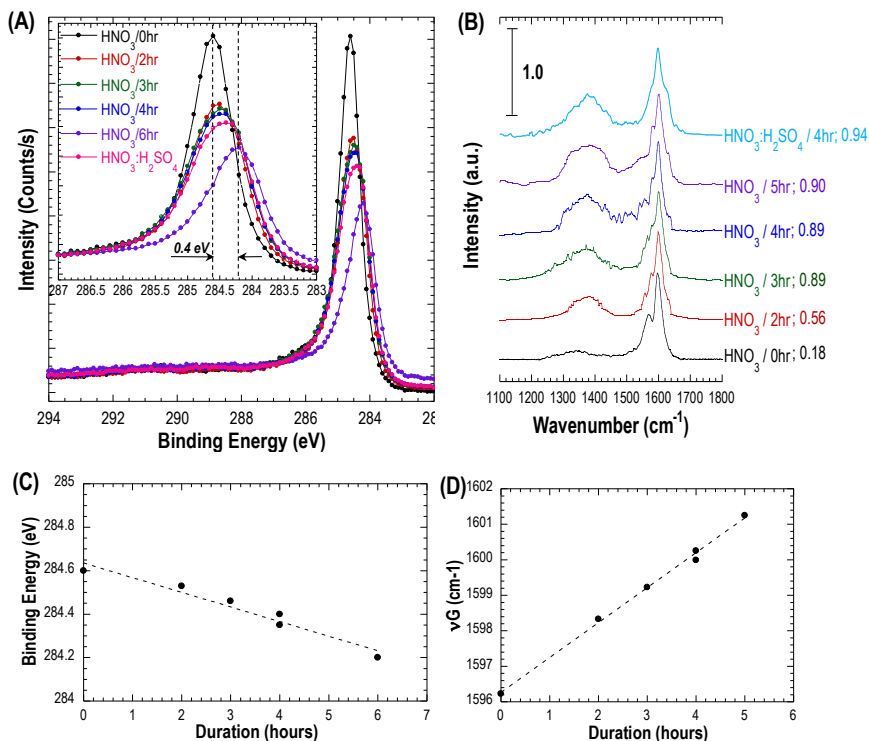 (A)
HNO3/0hr
HNO3/2hr
HNO3/3hr
HNO3/4hr
HNO3/6hr
HNO3:H2SO4
0.4 eV
287 286.5 286 285.5 285 284.5 284 283.5 283
Intensity (Counts/s)
294 292 290 288 286 284 28
Binding Energy (eV)
(B)
1.0
HNO3:H2SO4 / 4hr; 0.94
HNO3 / 5hr; 0.90
HNO3 / 4hr; 0.89
HNO3 / 3hr; 0.89
HNO3 / 2hr; 0.56
HNO3 / 0hr; 0.18
Intensity (a.u.)
1100 1200 1300 1400 1500 1600 1700 1800
Wavenumber (cm-1)
(C)
285
284.8
284.6
284.4
284.2
284
Binding Energy (eV)
0 1 2 3 4 5 6 7
Duration (hours)
(D)
1602
1601
1600
1599
1598
1597
1596
νG (cm-1)
0 1 2 3 4 5 6
Duration (hours)